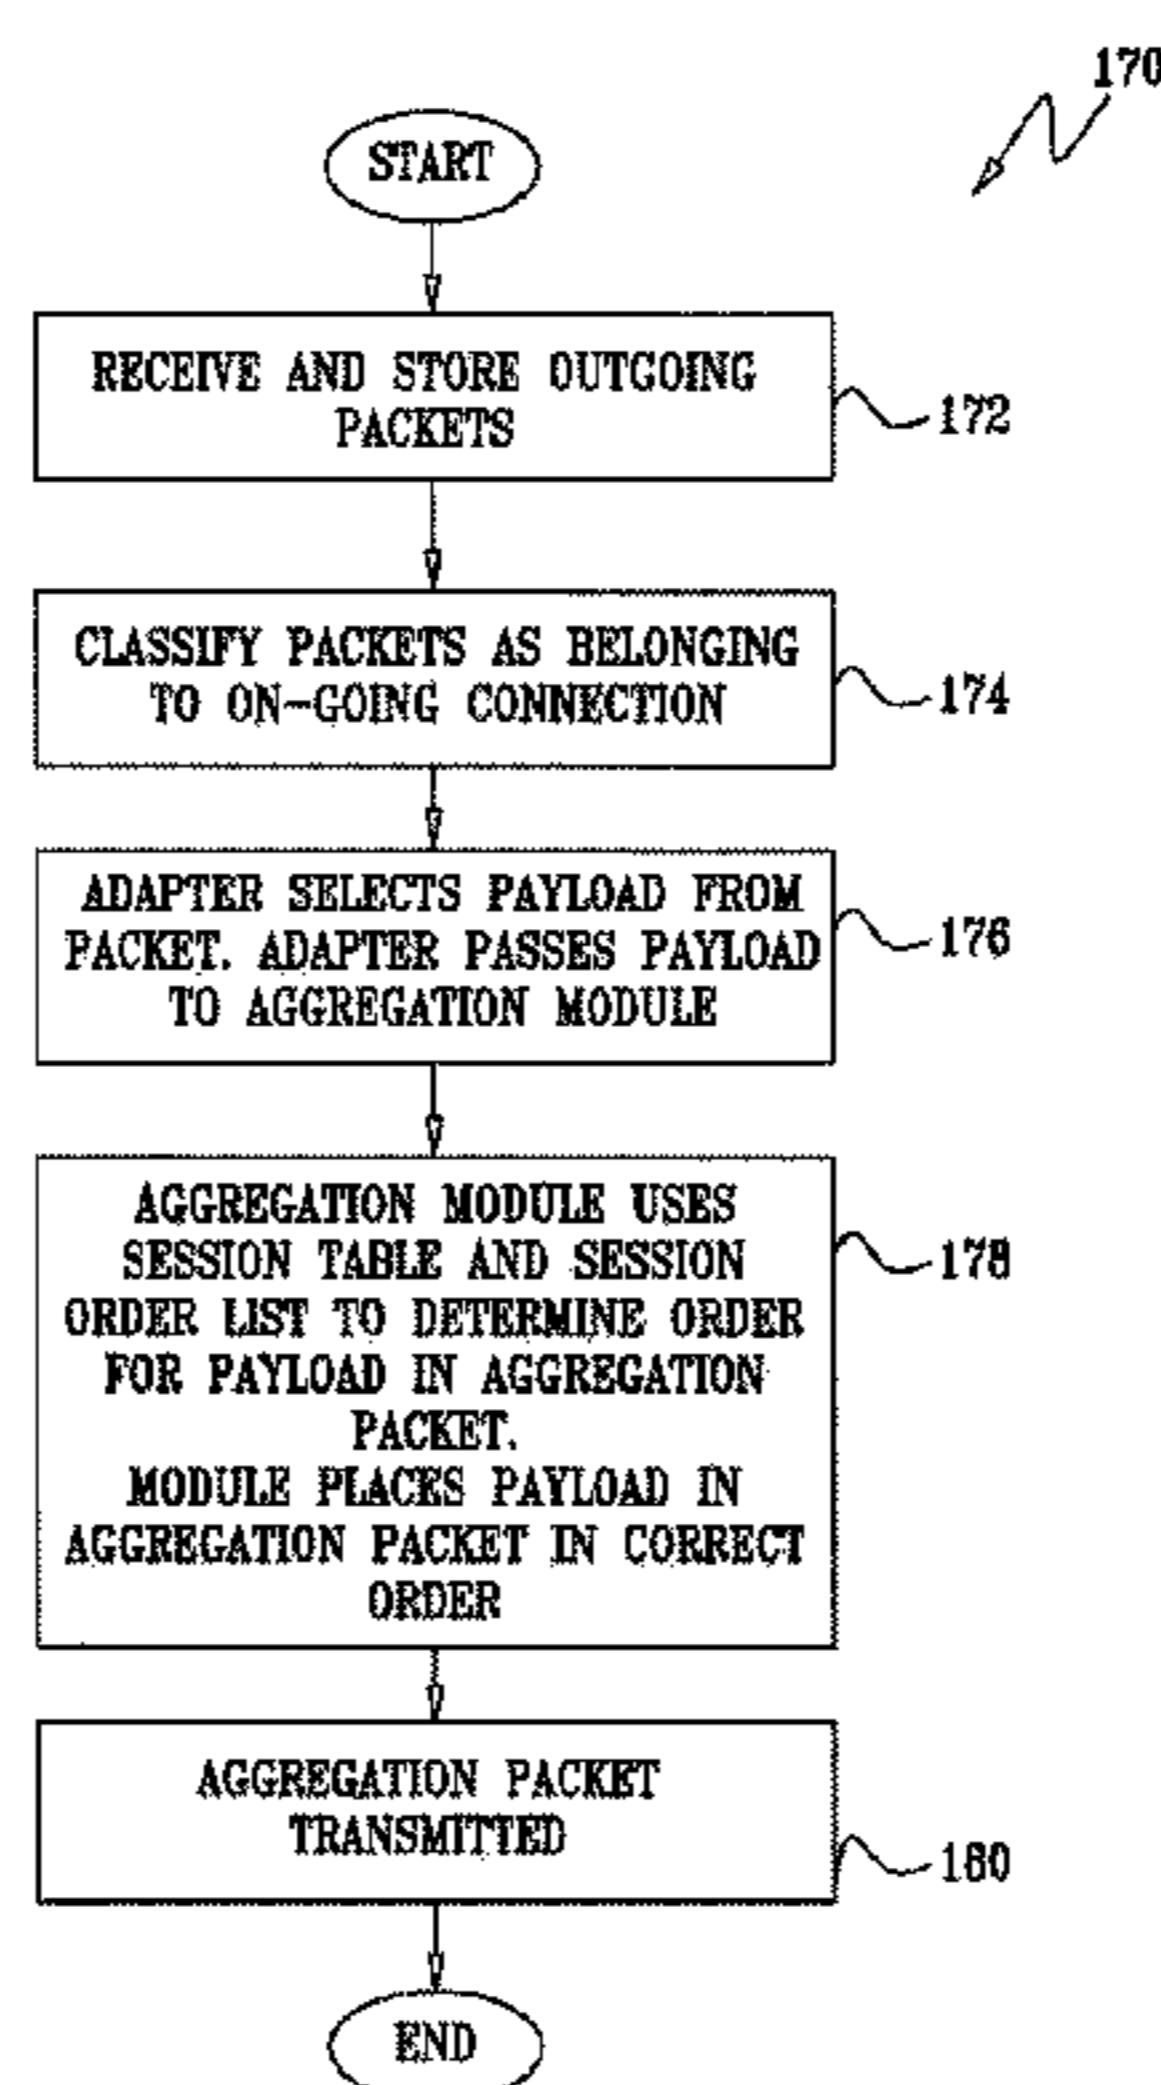 170
START
RECEIVE AND STORE OUTGOING
PACKETS
172
CLASSIFY PACKETS AS BELONGING
TO ON-GOING CONNECTION
174
ADAPTER SELECTS PAYLOAD FROM
PACKET. ADAPTER PASSES PAYLOAD
TO AGGREGATION MODULE
176
AGGREGATION MODULE USES
SESSION TABLE AND SESSION
ORDER LIST TO DETERMINE ORDER
FOR PAYLOAD IN AGGREGATION
PACKET.
MODULE PLACES PAYLOAD IN
AGGREGATION PACKET IN CORRECT
ORDER
178
AGGREGATION PACKET
TRANSMITTED
180
END